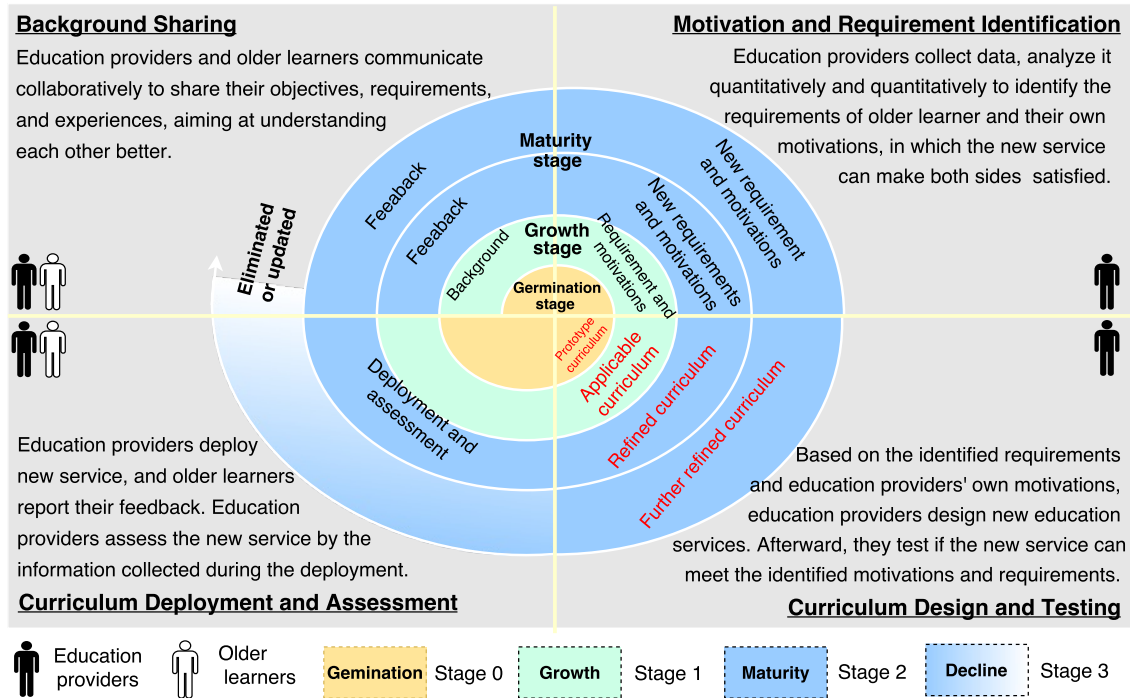 Background Sharing
Education providers and older learners communicate
collaboratively to share their objectives, requirements,
and experiences, aiming at understanding
each other better.
Motivation and Requirement Identification
Education providers collect data, analyze it
quantitatively and quantitatively to identify the
requirements of older learner and their own
motivations, in which the new service
can make both sides satisfied.
Maturity
stage
Feeaback
Feeaback
New requirement
and motivations
New requirements
and motivations
Growth
stage
Background
Requirement and
motivations
Germination
stage
Eliminated
or updated
Prototype
curriculum
Applicable
curriculum
Refined curriculum
Further refined curriculum
Deployment and
assessment
Education providers deploy
new service, and older learners
report their feedback. Education
providers assess the new service by the
information collected during the deployment.
Curriculum Deployment and Assessment
Based on the identified requirements
and education providers' own motivations,
education providers design new education
services. Afterward, they test if the new service can
meet the identified motivations and requirements.
Curriculum Design and Testing
Education
providers
Older
learners
Gemination
Stage 0
Growth
Stage 1
Maturity
Stage 2
Decline
Stage 3